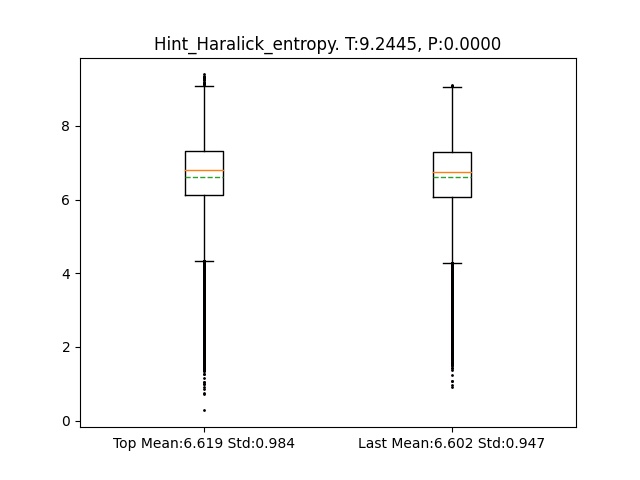 Hint_Haralick_entropy. T:9.2445, P:0.0000
8
6
4
2
0
Top Mean:6.619 Std:0.984 Last Mean:6.602 Std:0.947